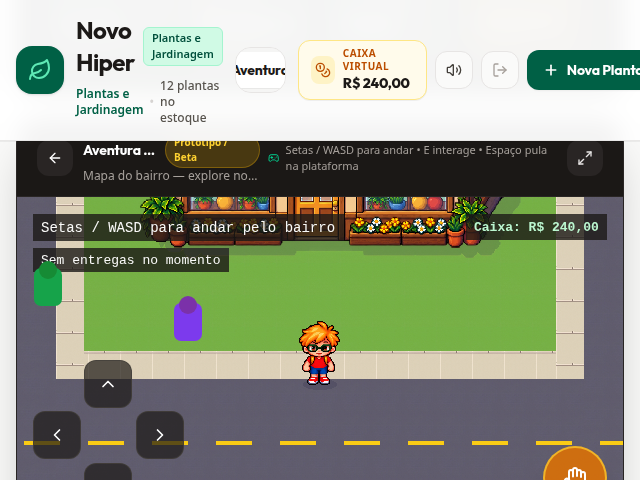 Novo
Hiper
Plantas e
Jardinagem
Plantas e
Jardinagem
12 plantas
no
estoque
Aventura
CAIXA
VIRTUAL
R$ 240,00
Nova Planta
Aventura ...
Protótipo /
Beta
Setas / WASD para andar • E interage • Espaço pula
na plataforma
Mapa do bairro — explore no...
Setas / WASD para andar pelo bairro
Caixa: R$ 240,00
Sem entregas no momento